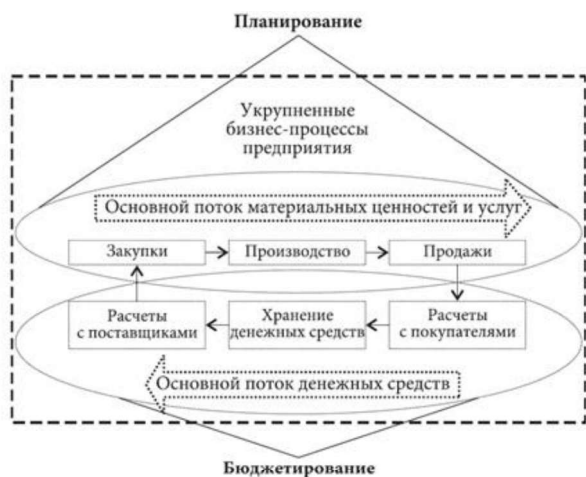 Планирование
Укрупненные
бизнес-процессы
предприятия
Основной поток материальных ценностей и услуг
Закупки
Производство
Продажи
Расчеты
с поставщиками
Хранение
денежных средств
Расчеты
с покупателями
Основной поток денежных средств
Бюджетирование